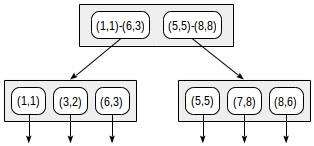 (1,1)-(6,3) (5,5)-(8,8)
(1,1) (3,2) (6,3) (5,5) (7,8) (8,6)